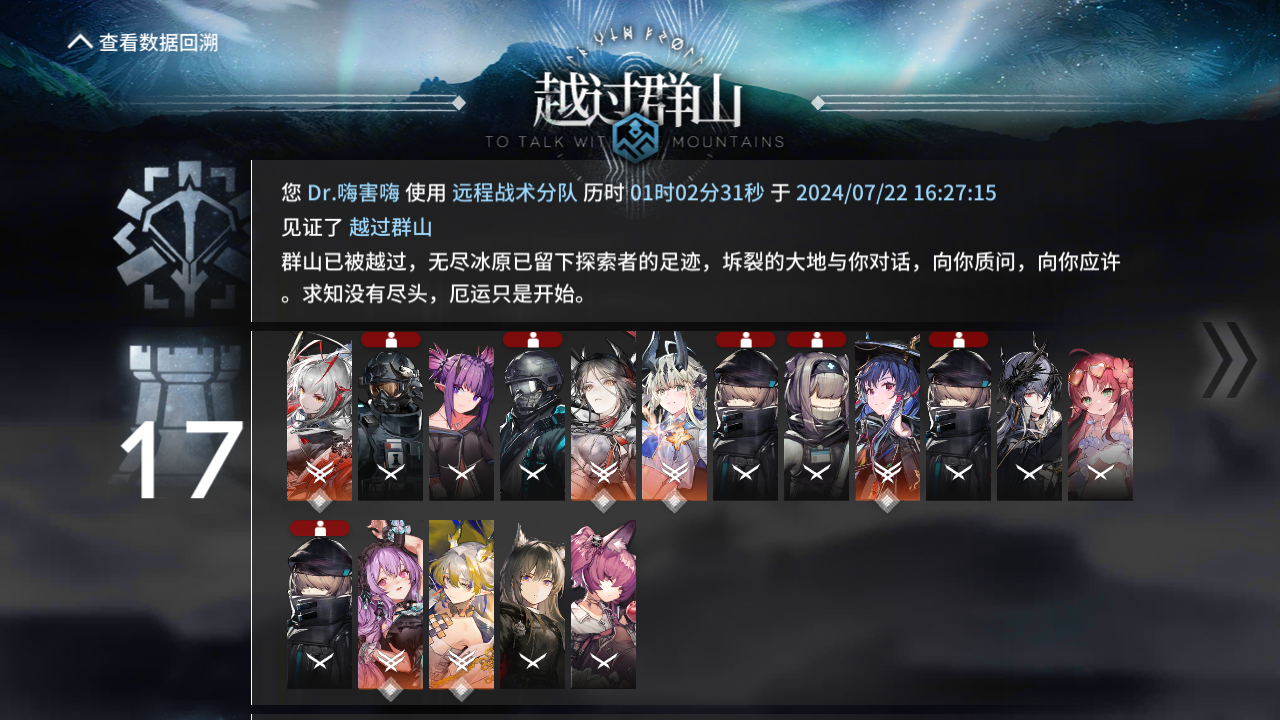 查看数据回溯
越过群山
TO TALK WIT MOUNTAINS
您 Dr.嗨害嗨 使用 远程战术分队 历时 01时02分31秒 于 2024/07/22 16:27:15
见证了 越过群山
群山已被越过，无尽冰原已留下探索者的足迹，坼裂的大地与你对话，向你质问，向你应许
。求知没有尽头，厄运只是开始。
17